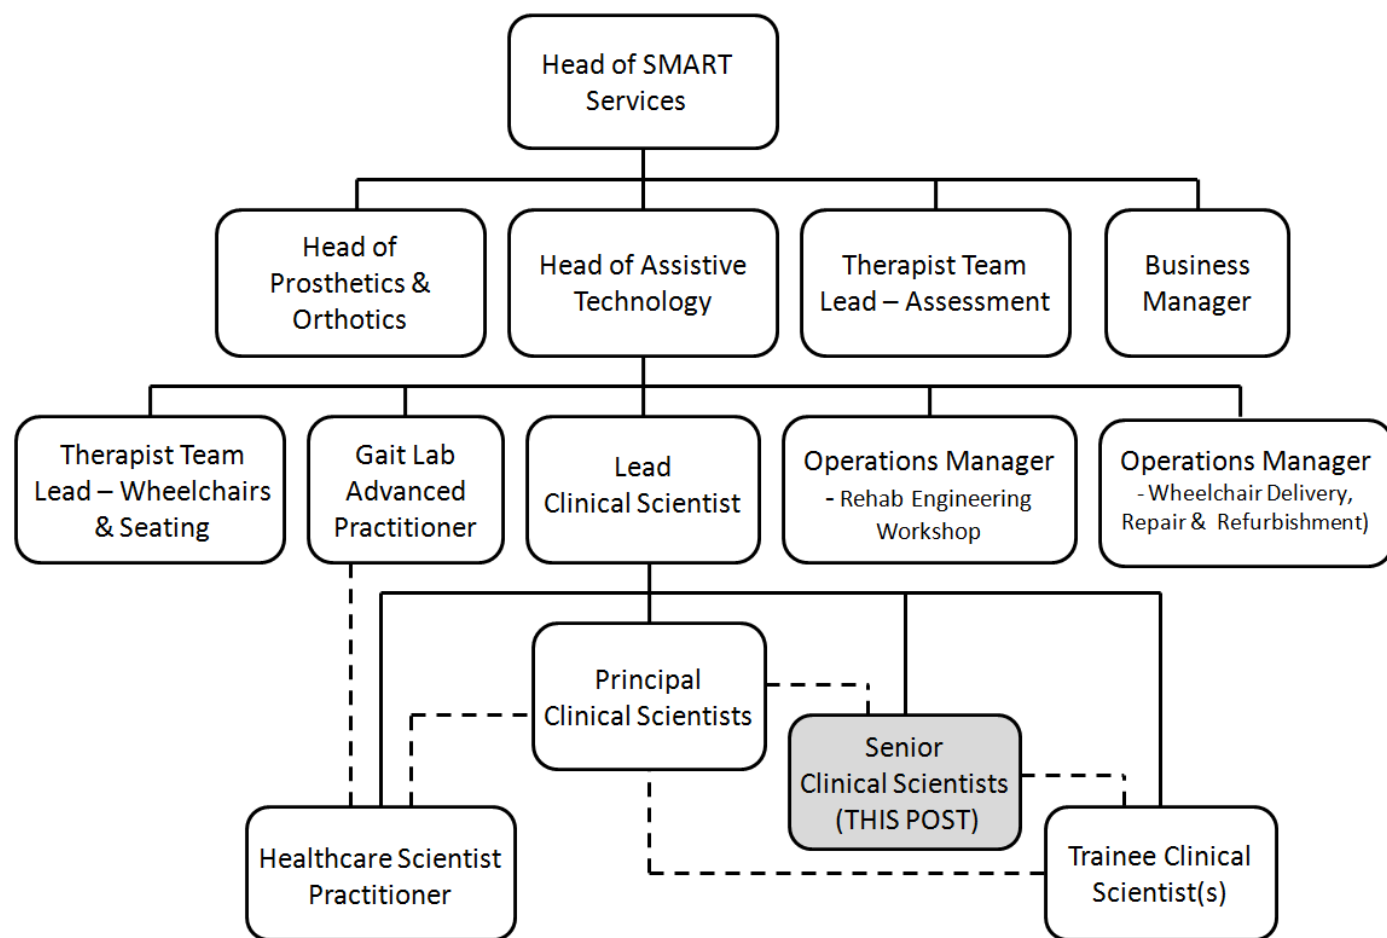 Head of SMART
Services
Head of
Prosthetics &
Orthotics
Head of Assistive
Technology
Therapist Team
Lead – Assessment
Business
Manager
Therapist Team
Lead – Wheelchairs
& Seating
Gait Lab
Advanced
Practitioner
Lead
Clinical Scientist
Operations Manager
- Rehab Engineering
Workshop
Operations Manager
- Wheelchair Delivery,
Repair & Refurbishment)
Principal
Clinical Scientists
Senior
Clinical Scientists
(THIS POST)
Healthcare Scientist
Practitioner
Trainee Clinical
Scientist(s)